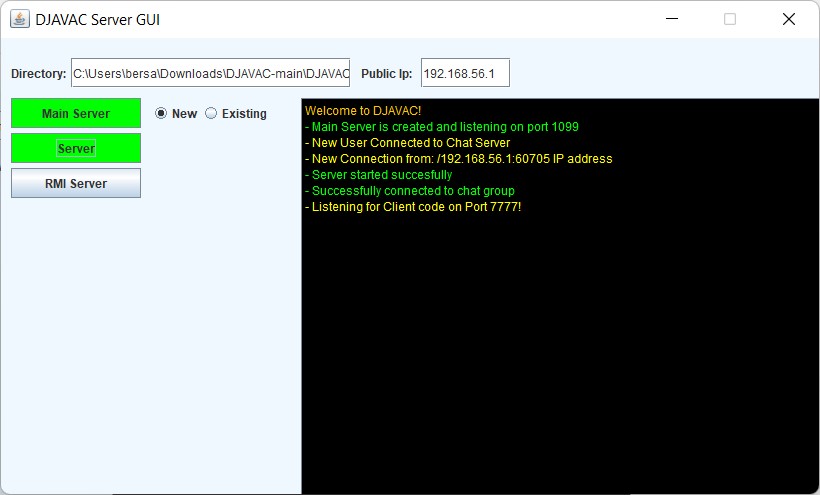 DJAVAC Server GUI
Directory: C:\Users\bersa\Downloads\DJAVAC-main\DJAVAC Public Ip: 192.168.56.1
Main Server New Existing
Server
RMI Server
Welcome to DJAVAC!
- Main Server is created and listening on port 1099
- New User Connected to Chat Server
- New Connection from: /192.168.56.1:60705 IP address
- Server started succesfully
- Successfully connected to chat group
- Listening for Client code on Port 7777!